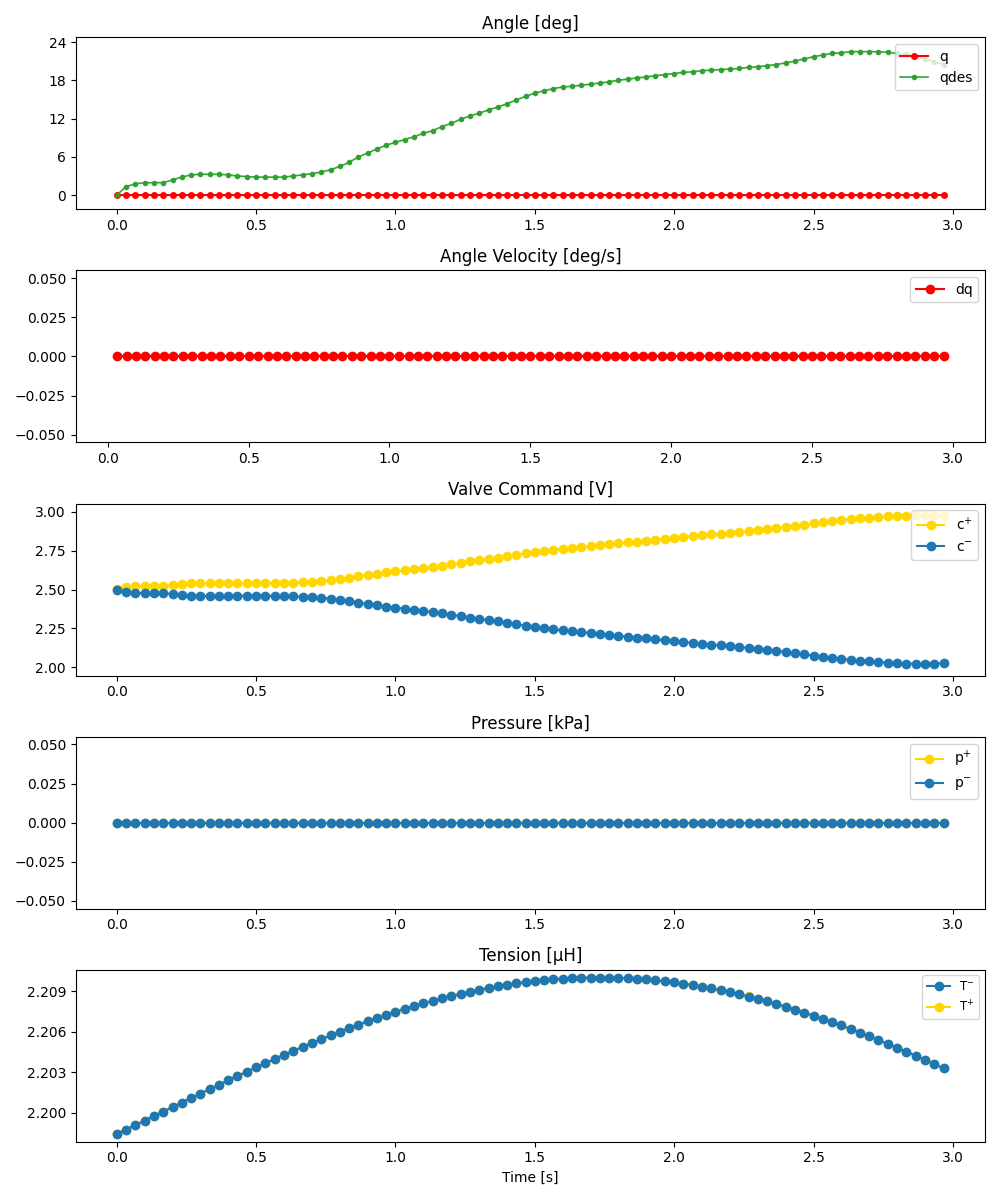 Angle [deg]
24
18
12
6
0
q
qdes
0.0 0.5 1.0 1.5 2.0 2.5 3.0
Angle Velocity [deg/s]
0.050
0.025
0.000
−0.025
−0.050
dq
0.0 0.5 1.0 1.5 2.0 2.5 3.0
Valve Command [V]
3.00
2.75
2.50
2.25
2.00
c⁺
c⁻
0.0 0.5 1.0 1.5 2.0 2.5 3.0
Pressure [kPa]
0.050
0.025
0.000
−0.025
−0.050
p⁺
p⁻
0.0 0.5 1.0 1.5 2.0 2.5 3.0
Tension [μH]
2.209
2.206
2.203
2.200
T⁻
T⁺
0.0 0.5 1.0 1.5 2.0 2.5 3.0
Time [s]